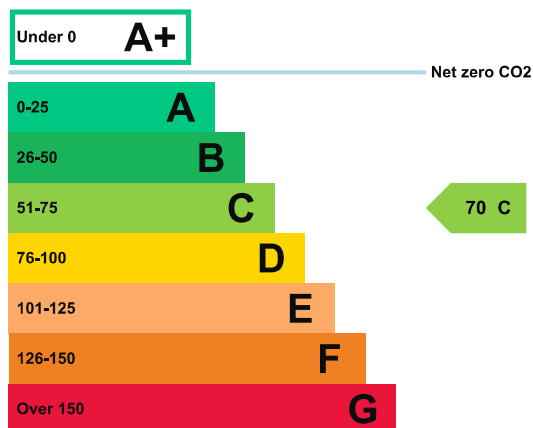 Under 0 A+
Net zero CO2
0-25 A
26-50 B
51-75 C
70 C
76-100 D
101-125 E
126-150 F
Over 150 G